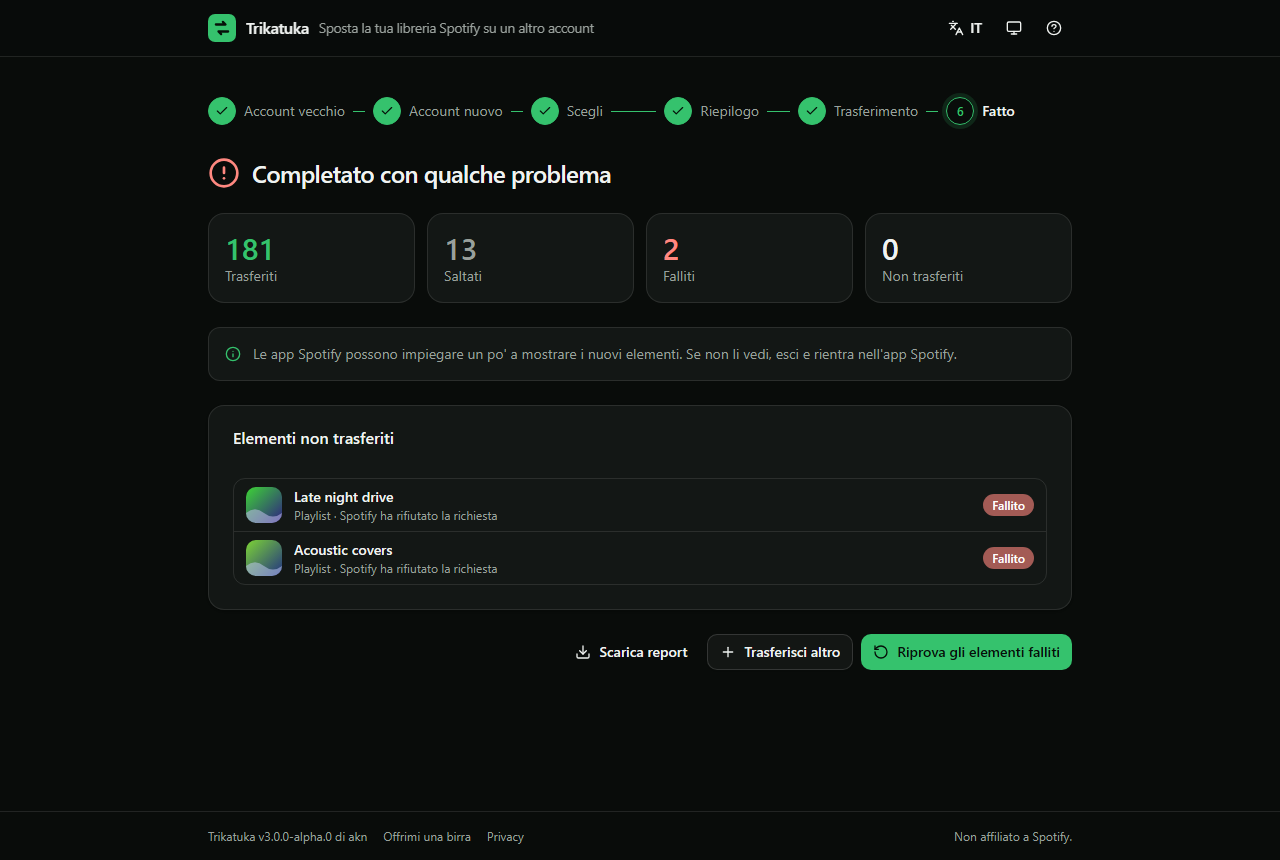 Trikatuka Sposta la tua libreria Spotify su un altro account IT
Account vecchio Account nuovo Scegli Riepilogo Trasferimento 6 Fatto
Completato con qualche problema
181 13 2 0
Trasferiti Saltati Falliti Non trasferiti
Le app Spotify possono impiegare un po' a mostrare i nuovi elementi. Se non li vedi, esci e rientra nell'app Spotify.
Elementi non trasferiti
Late night drive
Playlist · Spotify ha rifiutato la richiesta
Fallito
Acoustic covers
Playlist · Spotify ha rifiutato la richiesta
Fallito
Scarica report Trasferisci altro Riprova gli elementi falliti
Trikatuka v3.0.0-alpha.0 di akn Offrimi una birra Privacy Non affiliato a Spotify.